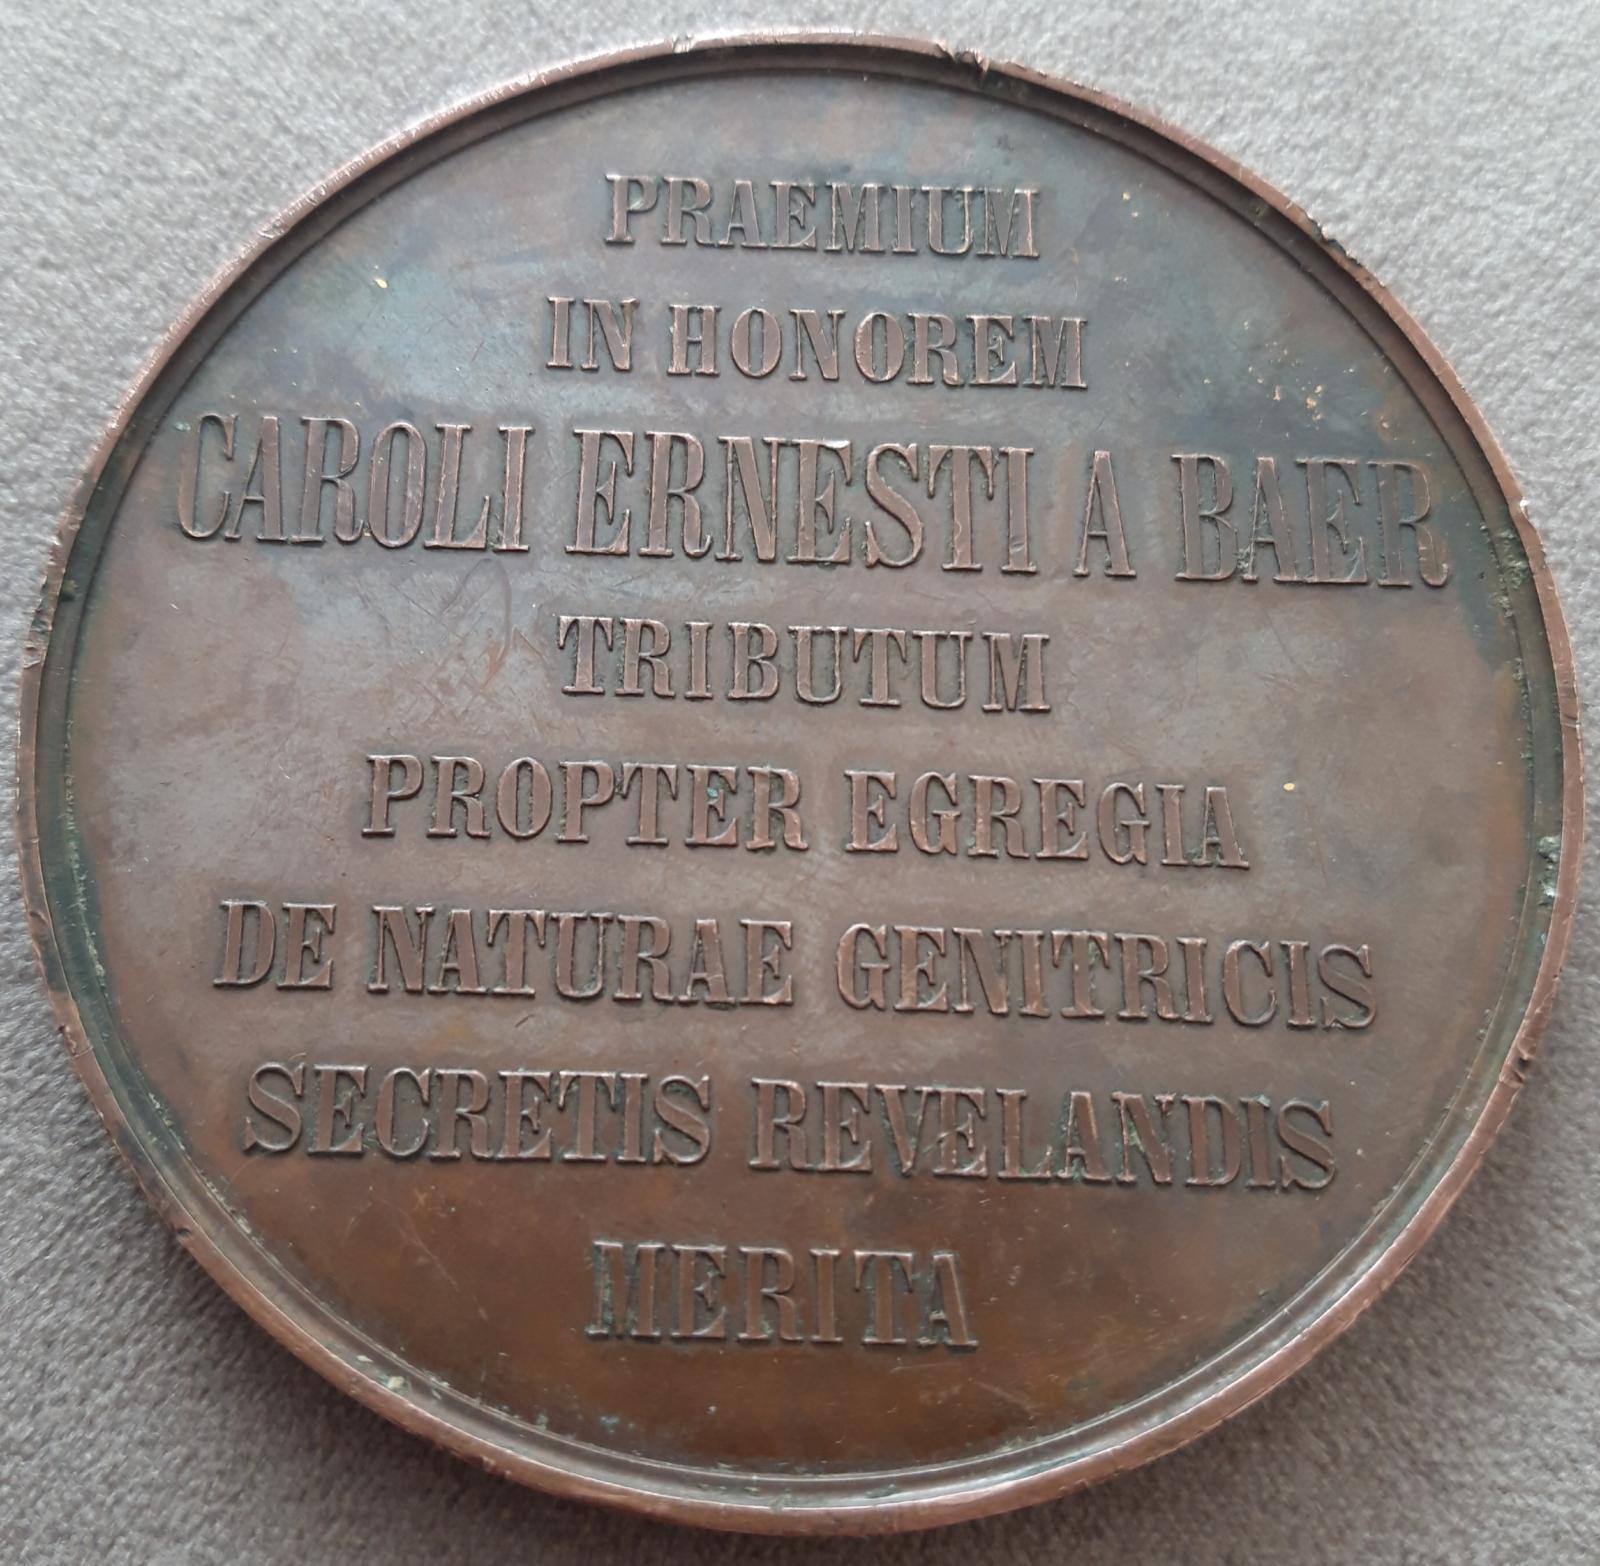 PRAEMIUM
IN HONOREM
CAROLI ERNESTI A BAER
TRIBUTUM
PROPTER EGREGIA
DE NATURAE GENITRICIS
SECRETIS REVELANDIS
MERITA